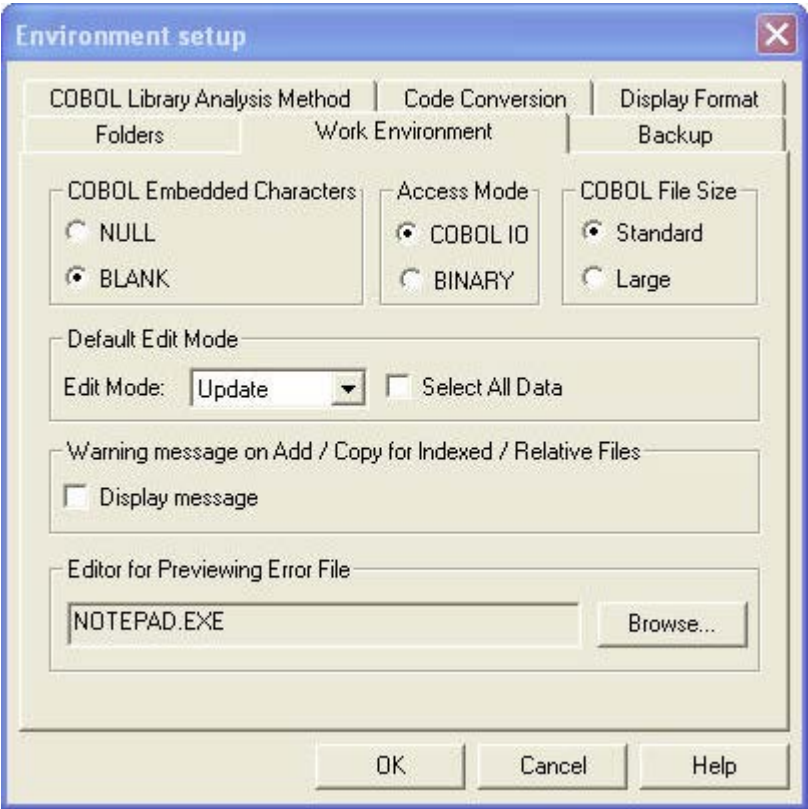 Environment setup
COBOL Library Analysis Method
Code Conversion
Display Format
Folders
Work Environment
Backup
COBOL Embedded Characters
NULL
BLANK
Access Mode
COBOL IO
BINARY
COBOL File Size
Standard
Large
Default Edit Mode
Edit Mode:
Update
Select All Data
Warning message on Add / Copy for Indexed / Relative Files
Display message
Editor for Previewing Error File
NOTEPAD.EXE
Browse...
OK
Cancel
Help